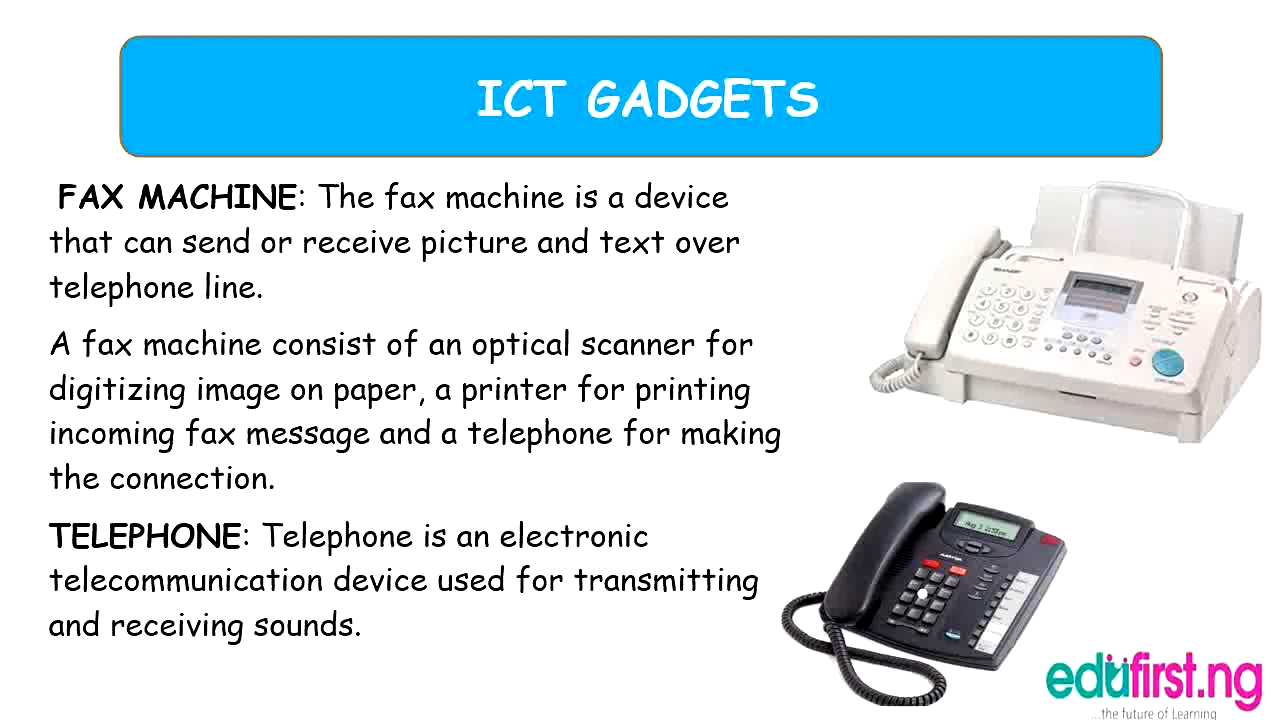 ICT GADGETS
FAX MACHINE: The fax machine is a device
that can send or receive picture and text over
telephone line.
A fax machine consist of an optical scanner for
digitizing image on paper, a printer for printing
incoming fax message and a telephone for making
the connection.
TELEPHONE: Telephone is an electronic
telecommunication device used for transmitting
and receiving sounds.
edufirst.ng
...the future of Learning